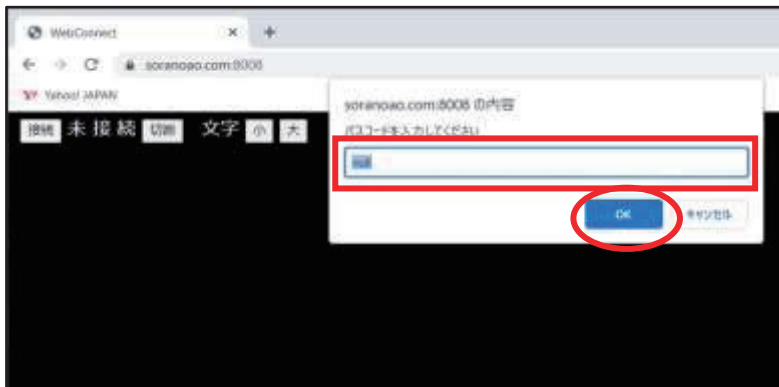 WebConnect
soranoao.com:8008
Yahoo! JAPAN
接続 未接続 切断 文字 小 大
soranoao.com:8008 の内容
パスコードを入力してください
OK キャンセル